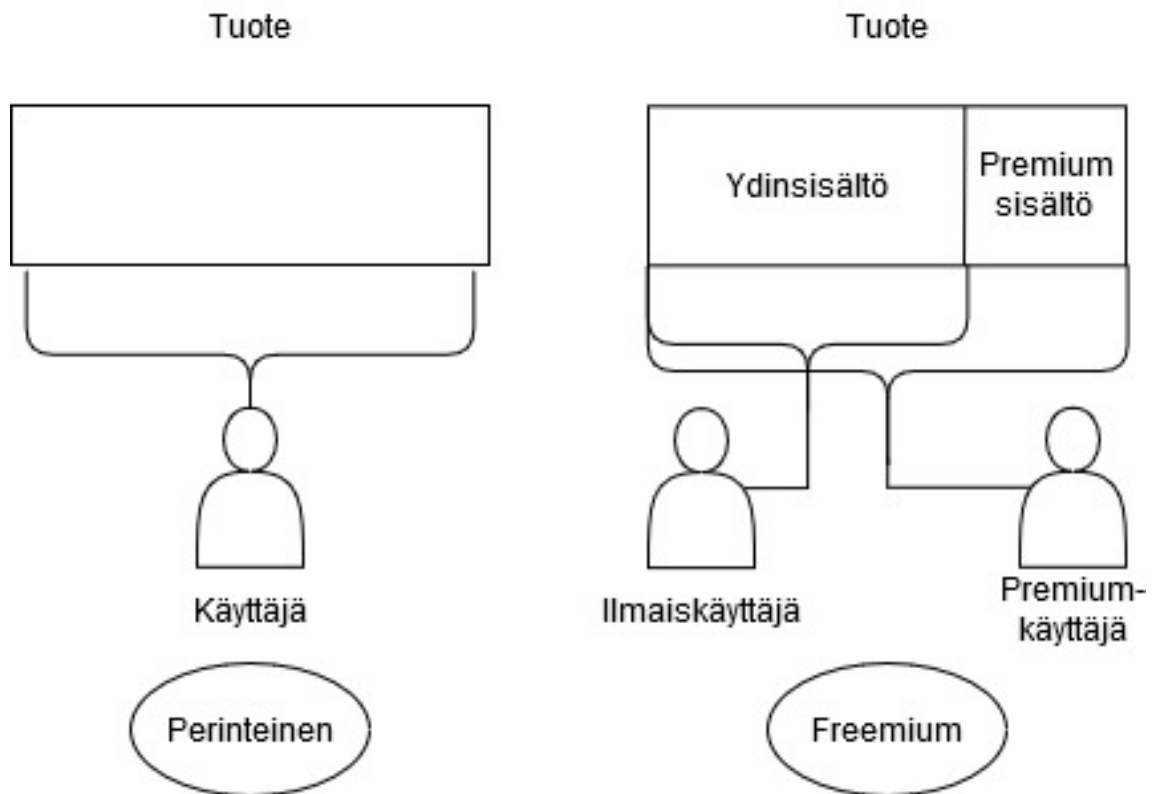 Tuote
Käyttäjä
Perinteinen
Tuote
Ydinsisältö
Premium
sisältö
Ilmaiskäyttäjä
Premium-
käyttäjä
Freemium